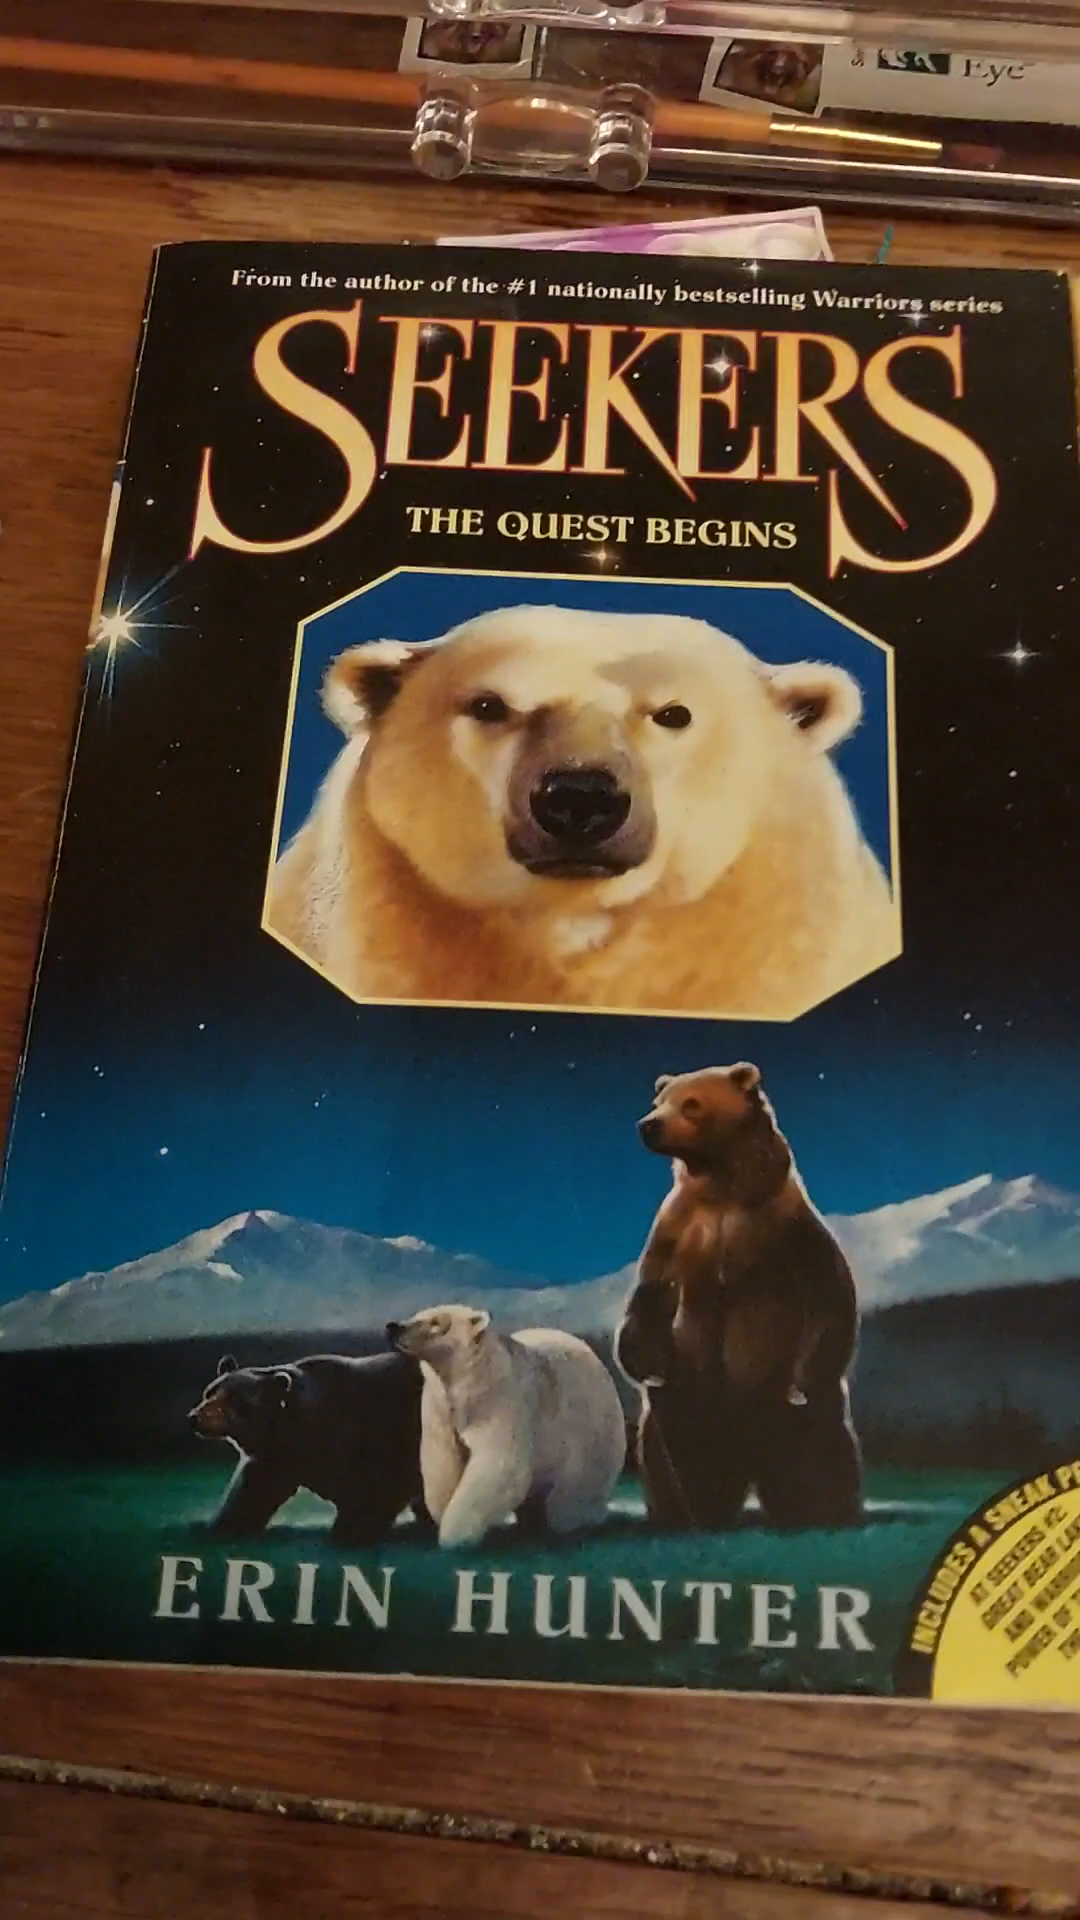 Eye
From the author of the #1 nationally bestselling Warriors series
SEEKERS
THE QUEST BEGINS
ERIN HUNTER
INCLUDES A SNEAK
AT SEEKERS #2:
GREAT BEAR
AND
POWER OF